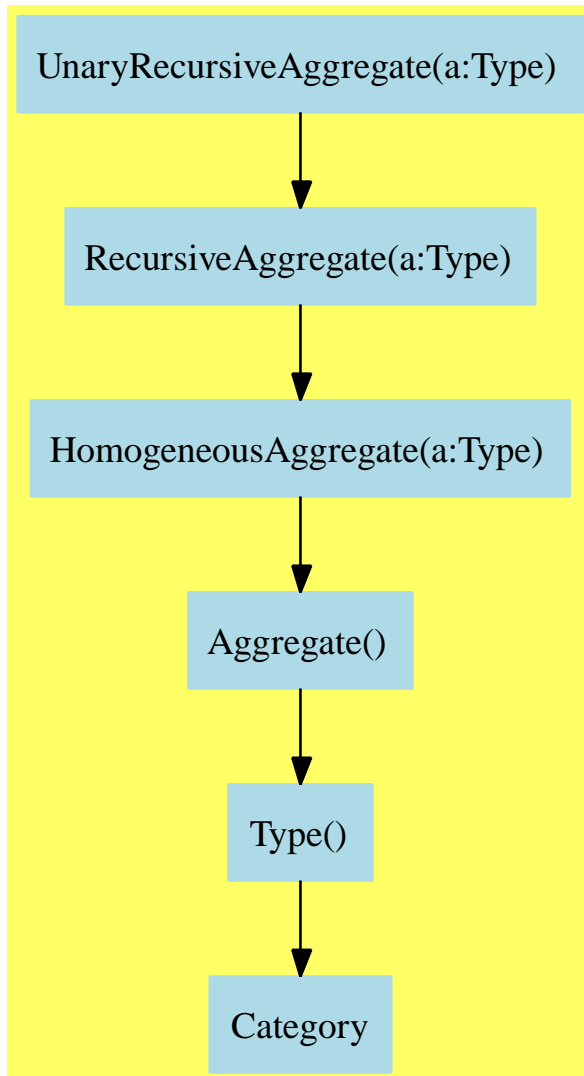 UnaryRecursiveAggregate(a:Type)
RecursiveAggregate(a:Type)
HomogeneousAggregate(a:Type)
Aggregate()
Type()
Category